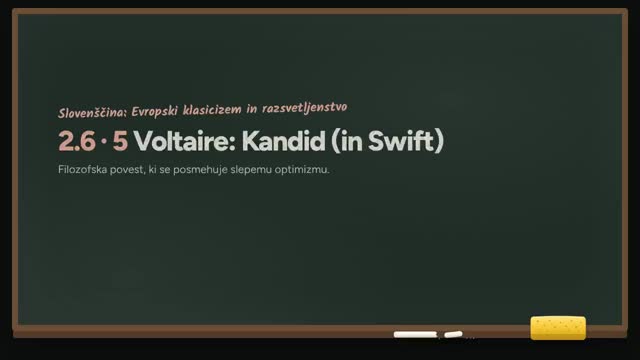 Slovenščina: Evropski klasicizem in razsvetljenstvo
2.6 · 5 Voltaire: Kandid (in Swift)
Filozofska povest, ki se posmehuje slepemu optimizmu.